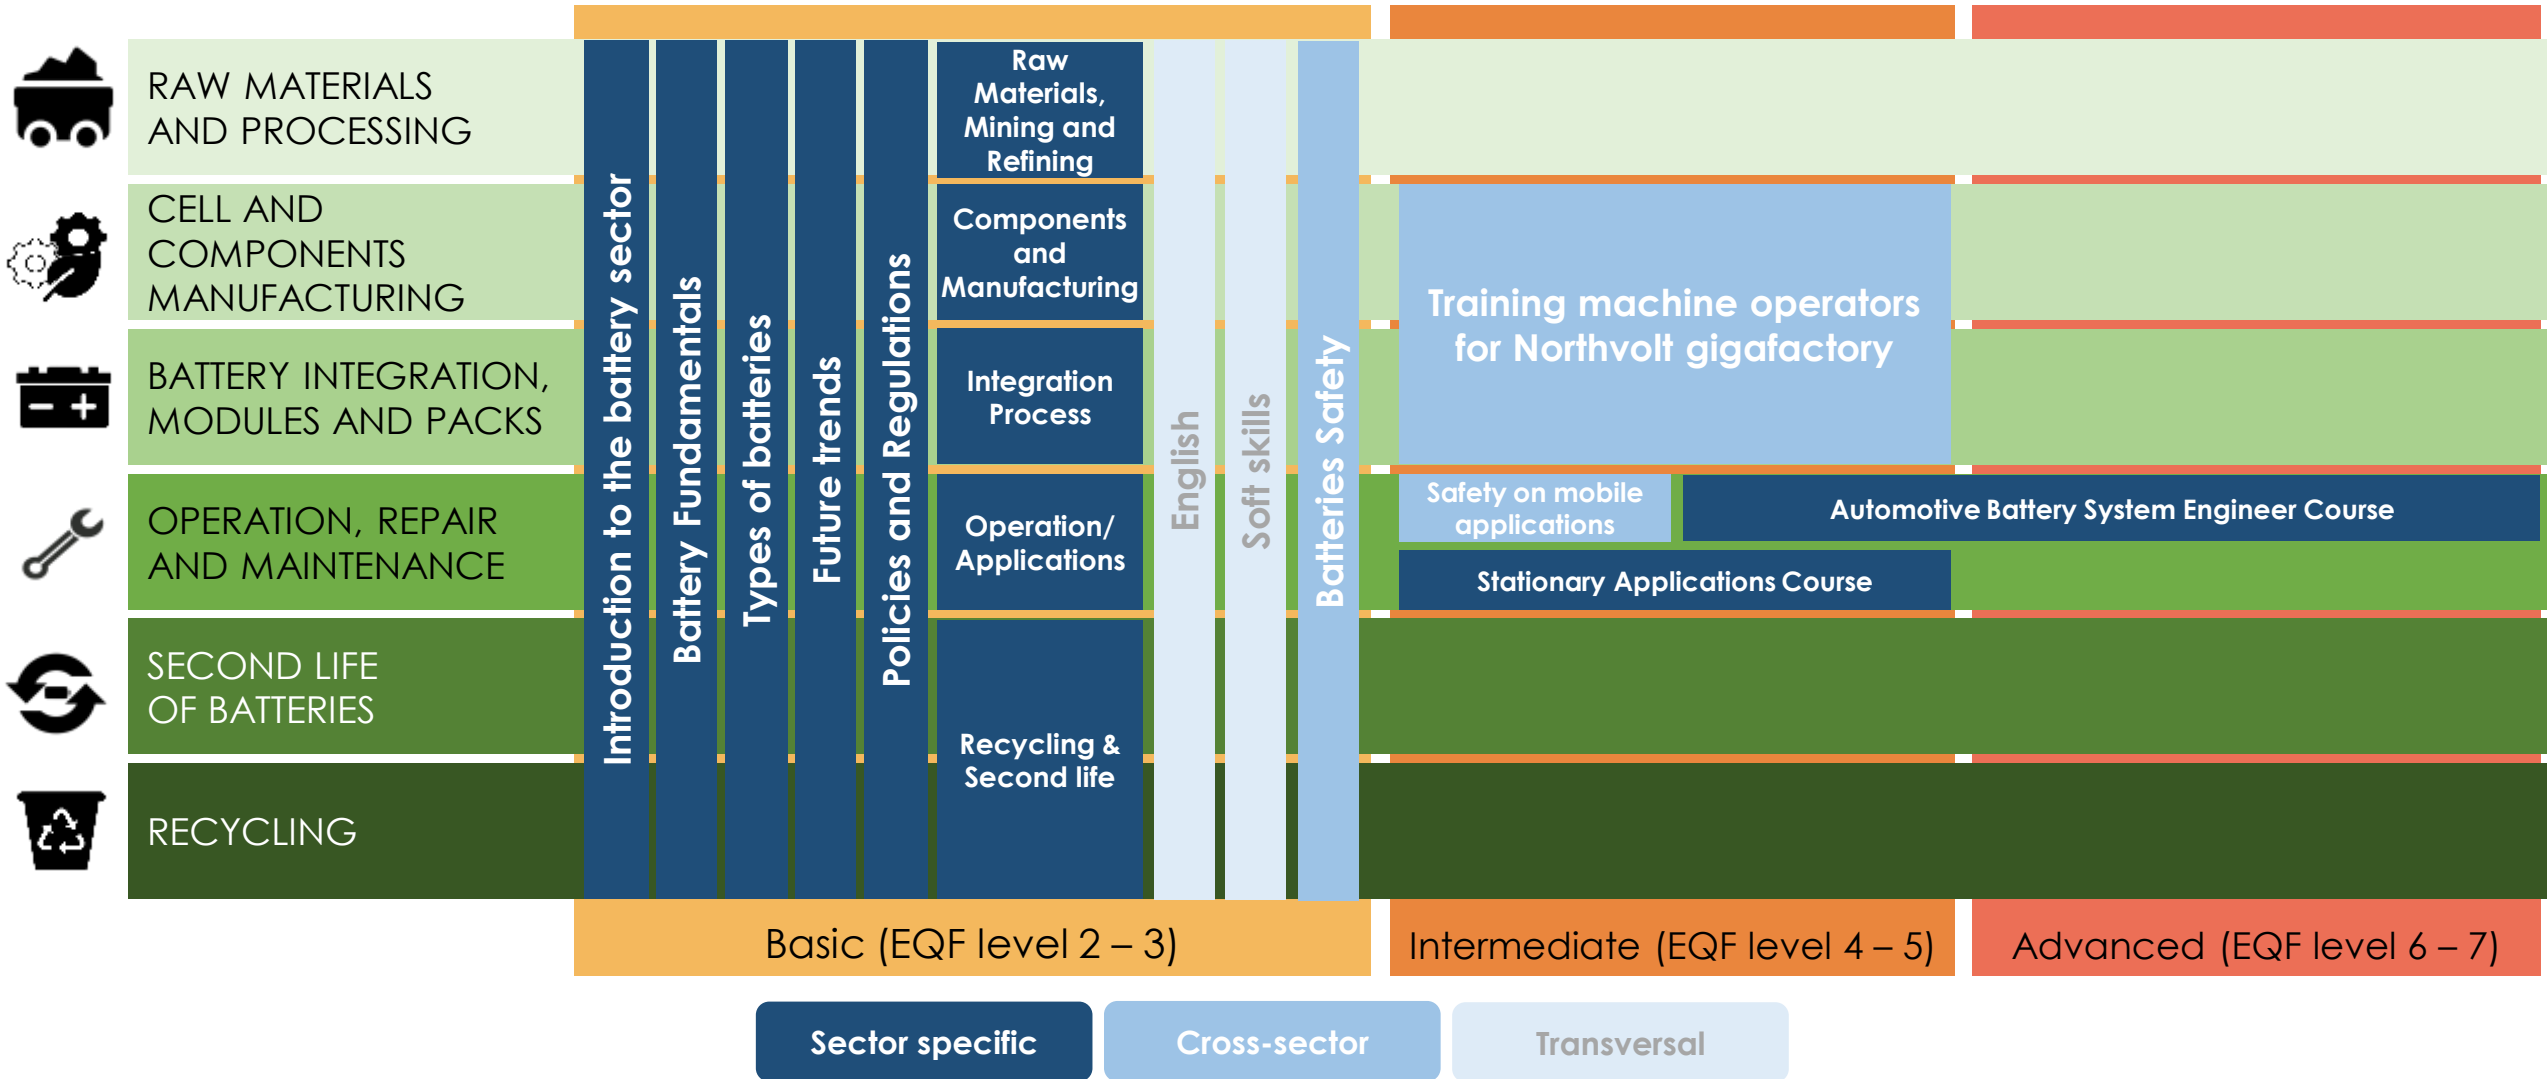 RAW MATERIALS
AND PROCESSING
CELL AND
COMPONENTS
MANUFACTURING
BATTERY INTEGRATION,
MODULES AND PACKS
OPERATION, REPAIR
AND MAINTENANCE
SECOND LIFE
OF BATTERIES
RECYCLING
Introduction to the battery sector
Battery Fundamentals
Types of batteries
Future trends
Policies and Regulations
Raw
Materials,
Mining and
Refining
Components
and
Manufacturing
Integration
Process
Operation/
Applications
Recycling &
Second life
English
Soft skills
Batteries Safety
Training machine operators
for Northvolt gigafactory
Safety on mobile
applications
Automotive Battery System Engineer Course
Stationary Applications Course
Basic (EQF level 2 – 3)
Intermediate (EQF level 4 – 5)
Advanced (EQF level 6 – 7)
Sector specific
Cross-sector
Transversal